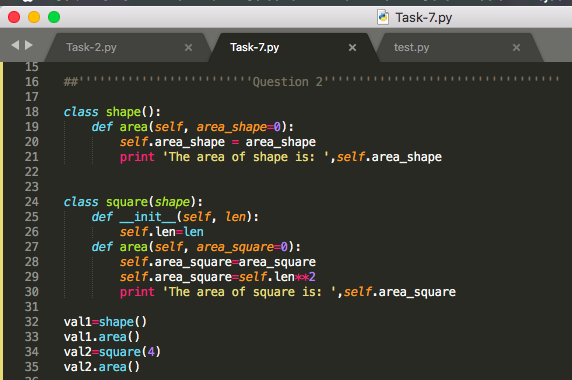 Task-7.py
Task-2.py × Task-7.py × test.py ×
15
16 ##'''''''''''''''''''''''''Question 2''''''''''''''''''''''''''''''''''
17
18 class shape():
19 def area(self, area_shape=0):
20 self.area_shape = area_shape
21 print 'The area of shape is: ',self.area_shape
22
23
24 class square(shape):
25 def __init__(self, len):
26 self.len=len
27 def area(self, area_square=0):
28 self.area_square=area_square
29 self.area_square=self.len**2
30 print 'The area of square is: ',self.area_square
31
32 val1=shape()
33 val1.area()
34 val2=square(4)
35 val2.area()